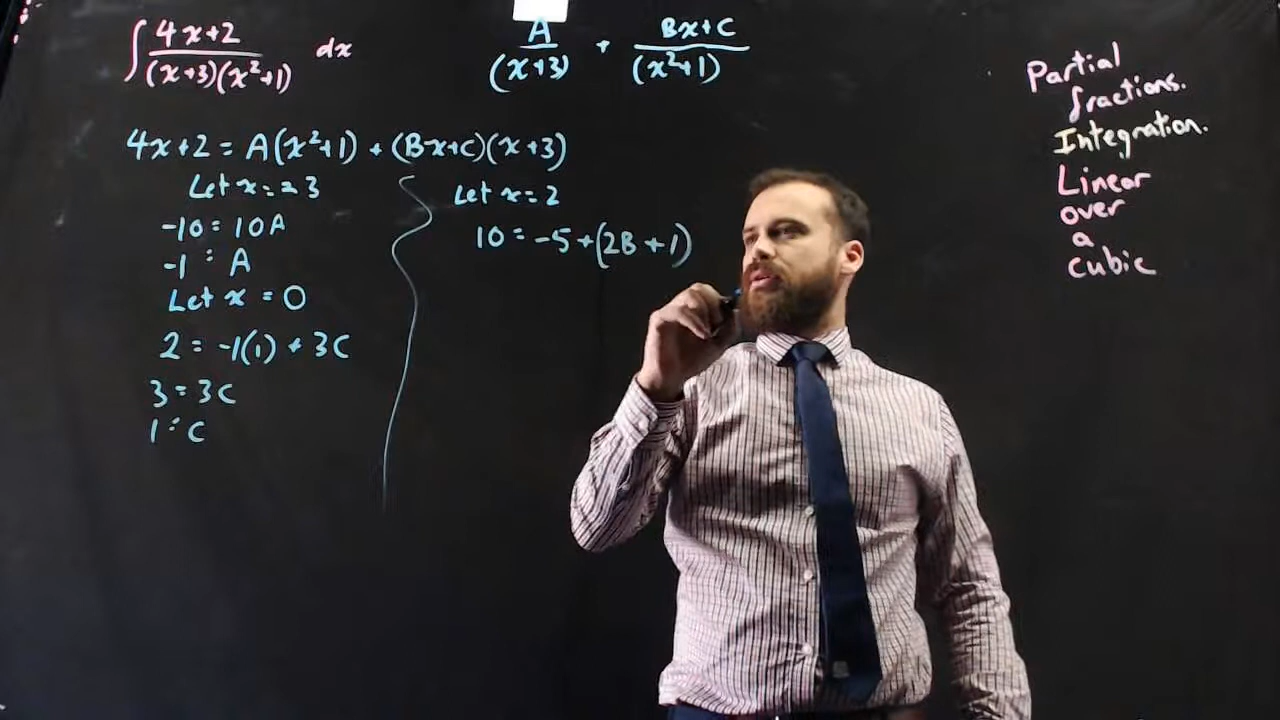 ∫ 4x+2 / (x+3)(x²+1) dx
A / (x+3) + Bx+C / (x²+1)
4x+2 = A(x²+1) + (Bx+C)(x+3)
Let x = -3
-10 = 10A
-1 = A
Let x = 0
2 = -1(1) + 3C
3 = 3C
1 = C
Let x = 2
10 = -5 + (2B + 1)
Partial
fractions.
Integration.
Linear
over
a
cubic